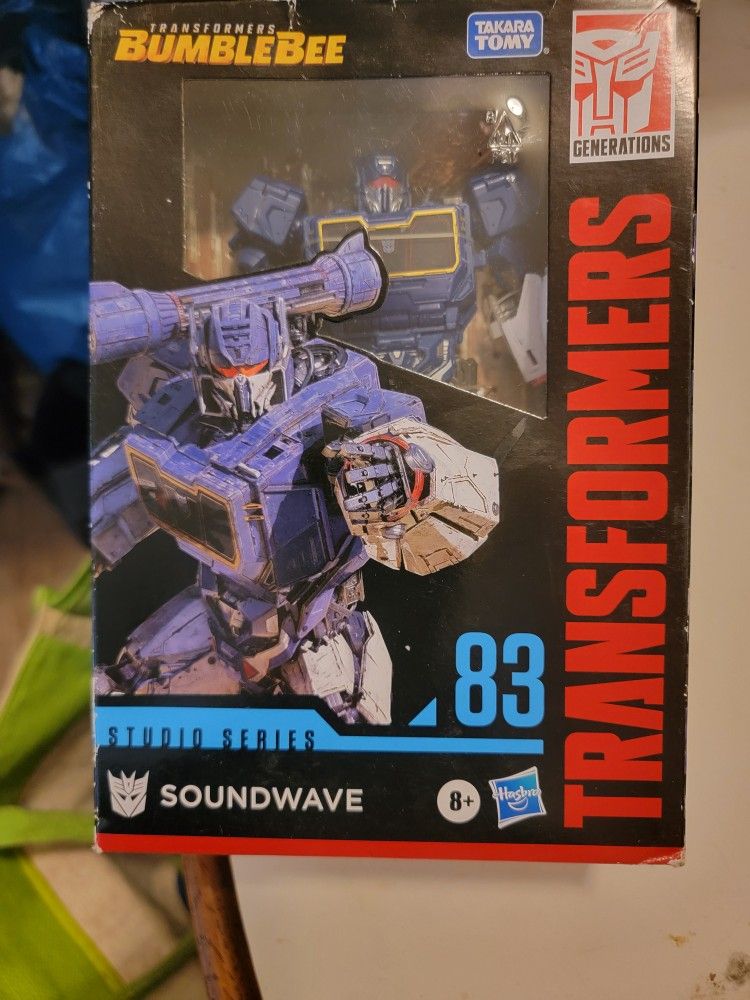 TRANSFORMERS
BUMBLEBEE
TAKARA
TOMY
GENERATIONS
TRANSFORMERS
83
STUDIO SERIES
SOUNDWAVE
8+
Hasbro